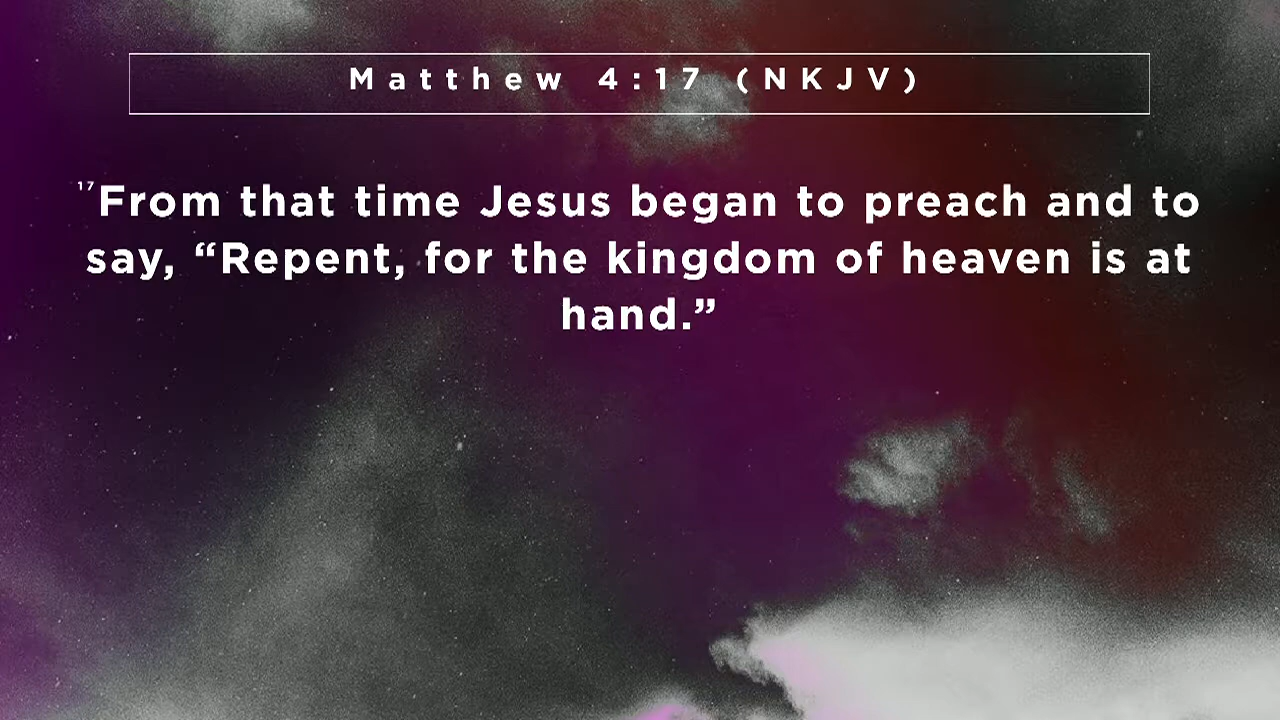 Matthew 4:17 (NKJV)
17From that time Jesus began to preach and to
say, “Repent, for the kingdom of heaven is at
hand.”